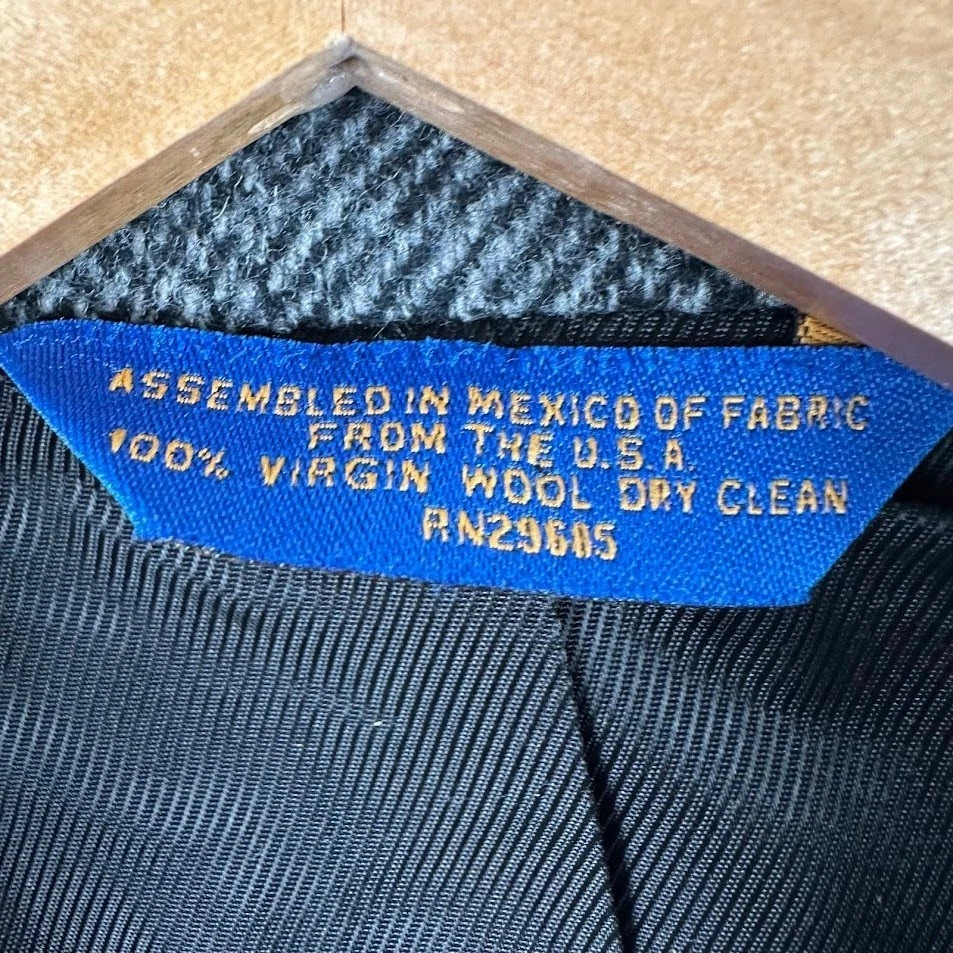 ASSEMBLED IN MEXICO OF FABRIC
FROM THE U.S.A.
100% VIRGIN WOOL DRY CLEAN
RN29685